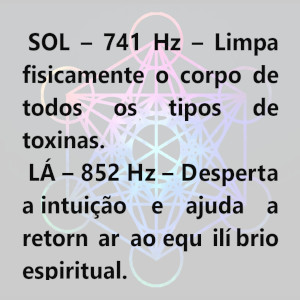 SOL – 741 Hz – Limpa
fisicamente o corpo de
todos os tipos de
toxinas.
LÁ – 852 Hz – Desperta
a intuição e ajuda a
retorn ar ao equ ilí brio
espiritual.